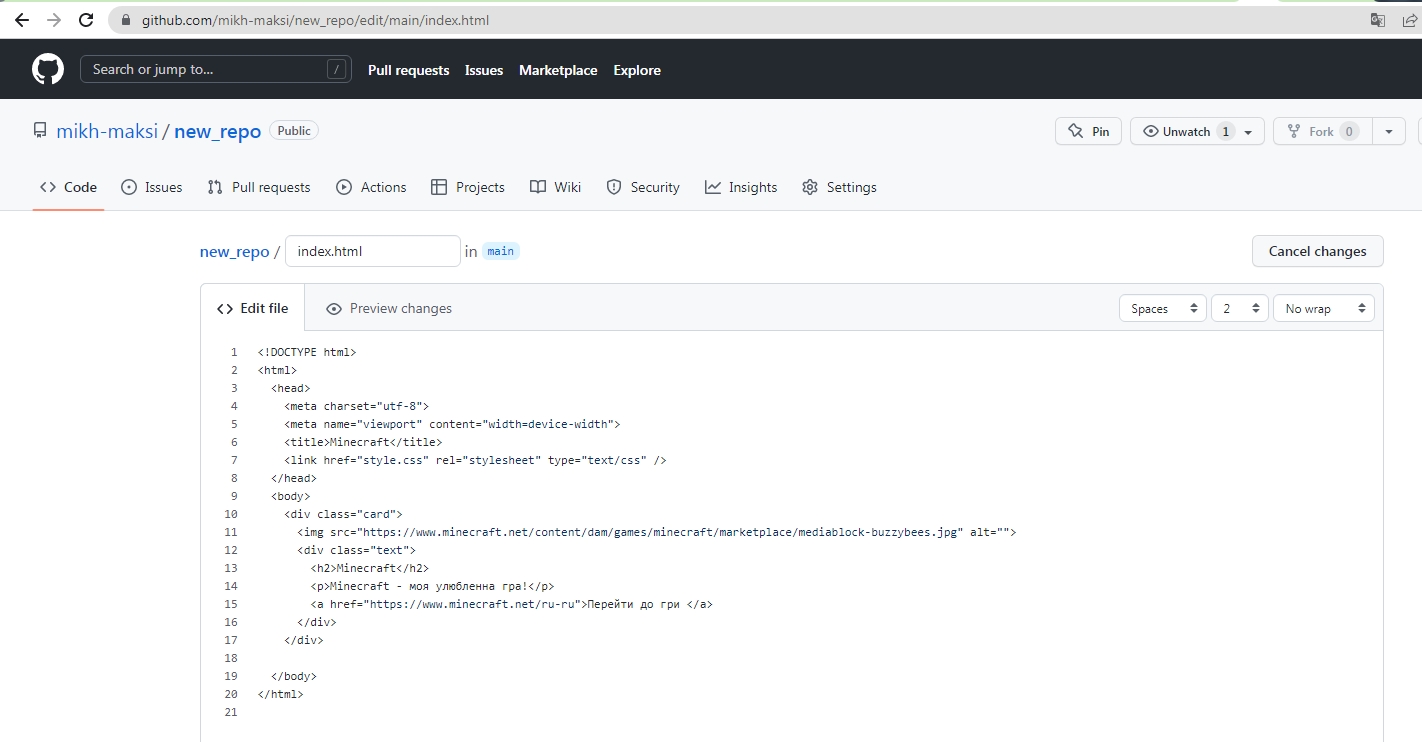 github.com/mikh-maksi/new_repo/edit/main/index.html
Search or jump to... / Pull requests Issues Marketplace Explore
mikh-maksi / new_repo Public Pin Unwatch 1 Fork 0
Code Issues Pull requests Actions Projects Wiki Security Insights Settings
new_repo / index.html in main Cancel changes
<> Edit file Preview changes Spaces 2 No wrap
1 <!DOCTYPE html>
2 <html>
3 <head>
4 <meta charset="utf-8">
5 <meta name="viewport" content="width=device-width">
6 <title>Minecraft</title>
7 <link href="style.css" rel="stylesheet" type="text/css" />
8 </head>
9 <body>
10 <div class="card">
11 <img src="https://www.minecraft.net/content/dam/games/minecraft/marketplace/mediablock-buzzybees.jpg" alt="">
12 <div class="text">
13 <h2>Minecraft</h2>
14 <p>Minecraft - моя улюбленна гра!</p>
15 <a href="https://www.minecraft.net/ru-ru">Перейти до гри </a>
16 </div>
17 </div>
18
19 </body>
20 </html>
21